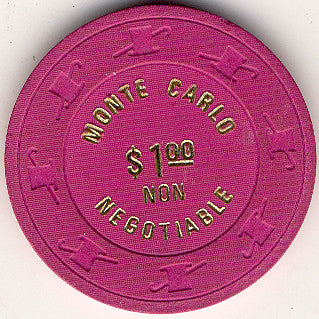 MONTE CARLO
$1.00
NON
NEGOTIABLE